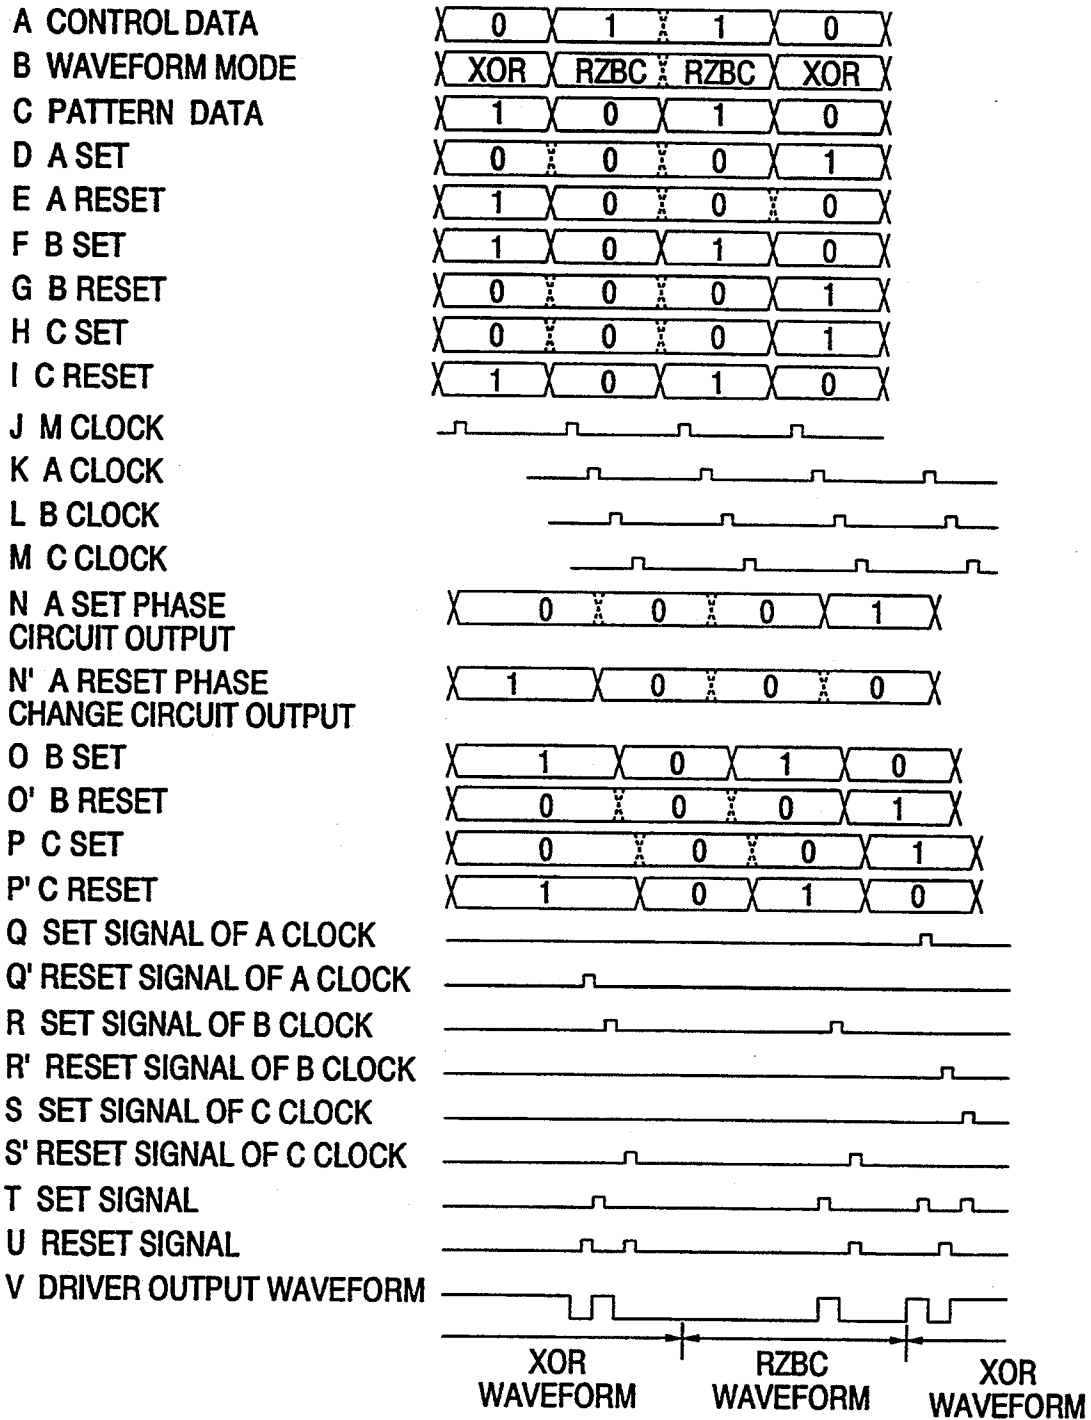 A CONTROL DATA 0 1 1 0
B WAVEFORM MODE XOR RZBC RZBC XOR
C PATTERN DATA 1 0 1 0
D A SET 0 0 0 1
E A RESET 1 0 0 0
F B SET 1 0 1 0
G B RESET 0 0 0 1
H C SET 0 0 0 1
I C RESET 1 0 1 0
J M CLOCK
K A CLOCK
L B CLOCK
M C CLOCK
N A SET PHASE
CIRCUIT OUTPUT 0 0 0 1
N' A RESET PHASE
CHANGE CIRCUIT OUTPUT 1 0 0 0
O B SET 1 0 1 0
O' B RESET 0 0 0 1
P C SET 0 0 0 1
P' C RESET 1 0 1 0
Q SET SIGNAL OF A CLOCK
Q' RESET SIGNAL OF A CLOCK
R SET SIGNAL OF B CLOCK
R' RESET SIGNAL OF B CLOCK
S SET SIGNAL OF C CLOCK
S' RESET SIGNAL OF C CLOCK
T SET SIGNAL
U RESET SIGNAL
V DRIVER OUTPUT WAVEFORM
XOR
WAVEFORM
RZBC
WAVEFORM
XOR
WAVEFORM